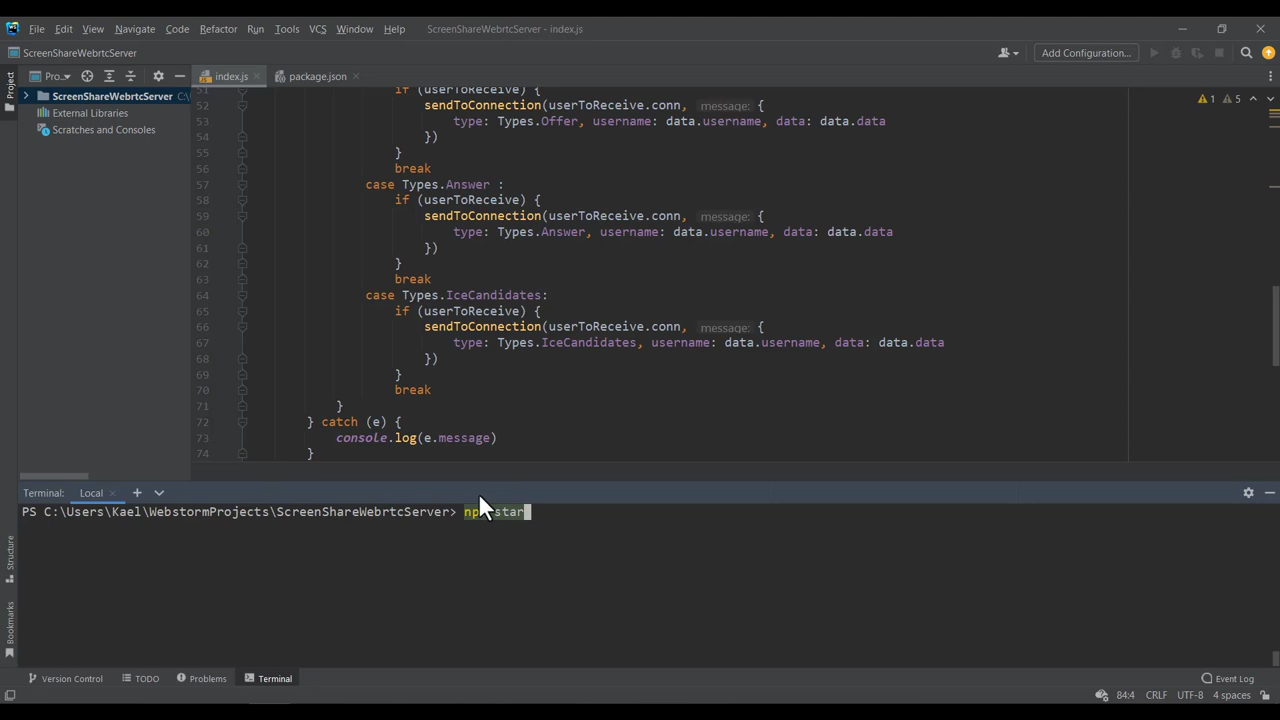 File Edit View Navigate Code Refactor Run Tools VCS Window Help ScreenShareWebrtcServer - index.js
ScreenShareWebrtcServer Add Configuration...
Project
Pro... index.js package.json
ScreenShareWebrtcServer C:\
External Libraries
Scratches and Consoles
1 5
51 if (userToReceive) {
52 sendToConnection(userToReceive.conn, message: {
53 type: Types.Offer, username: data.username, data: data.data
54 })
55 }
56 break
57 case Types.Answer :
58 if (userToReceive) {
59 sendToConnection(userToReceive.conn, message: {
60 type: Types.Answer, username: data.username, data: data.data
61 })
62 }
63 break
64 case Types.IceCandidates:
65 if (userToReceive) {
66 sendToConnection(userToReceive.conn, message: {
67 type: Types.IceCandidates, username: data.username, data: data.data
68 })
69 }
70 break
71 }
72 } catch (e) {
73 console.log(e.message)
74 }
Terminal: Local
PS C:\Users\Kael\WebstormProjects\ScreenShareWebrtcServer> star
Structure
Bookmarks
Version Control TODO Problems Terminal Event Log
84:4 CRLF UTF-8 4 spaces